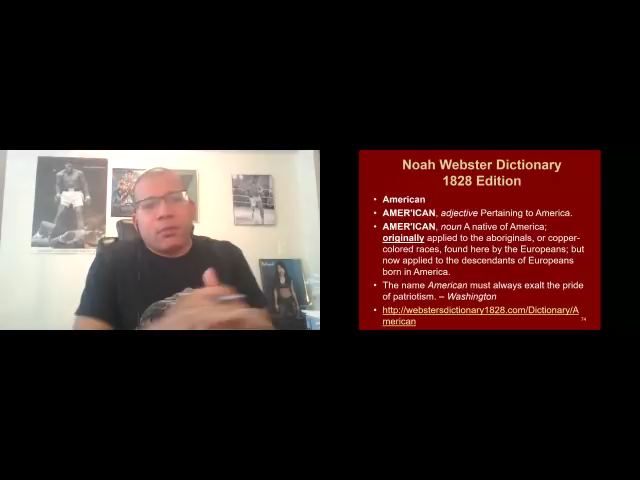 Noah Webster Dictionary
1828 Edition
• American
• AMER'ICAN, adjective Pertaining to America.
• AMER'ICAN, noun A native of America;
originally applied to the aboriginals, or copper-
colored races, found here by the Europeans; but
now applied to the descendants of Europeans
born in America.
• The name American must always exalt the pride
of patriotism. – Washington
• http://webstersdictionary1828.com/Dictionary/A
merican
74